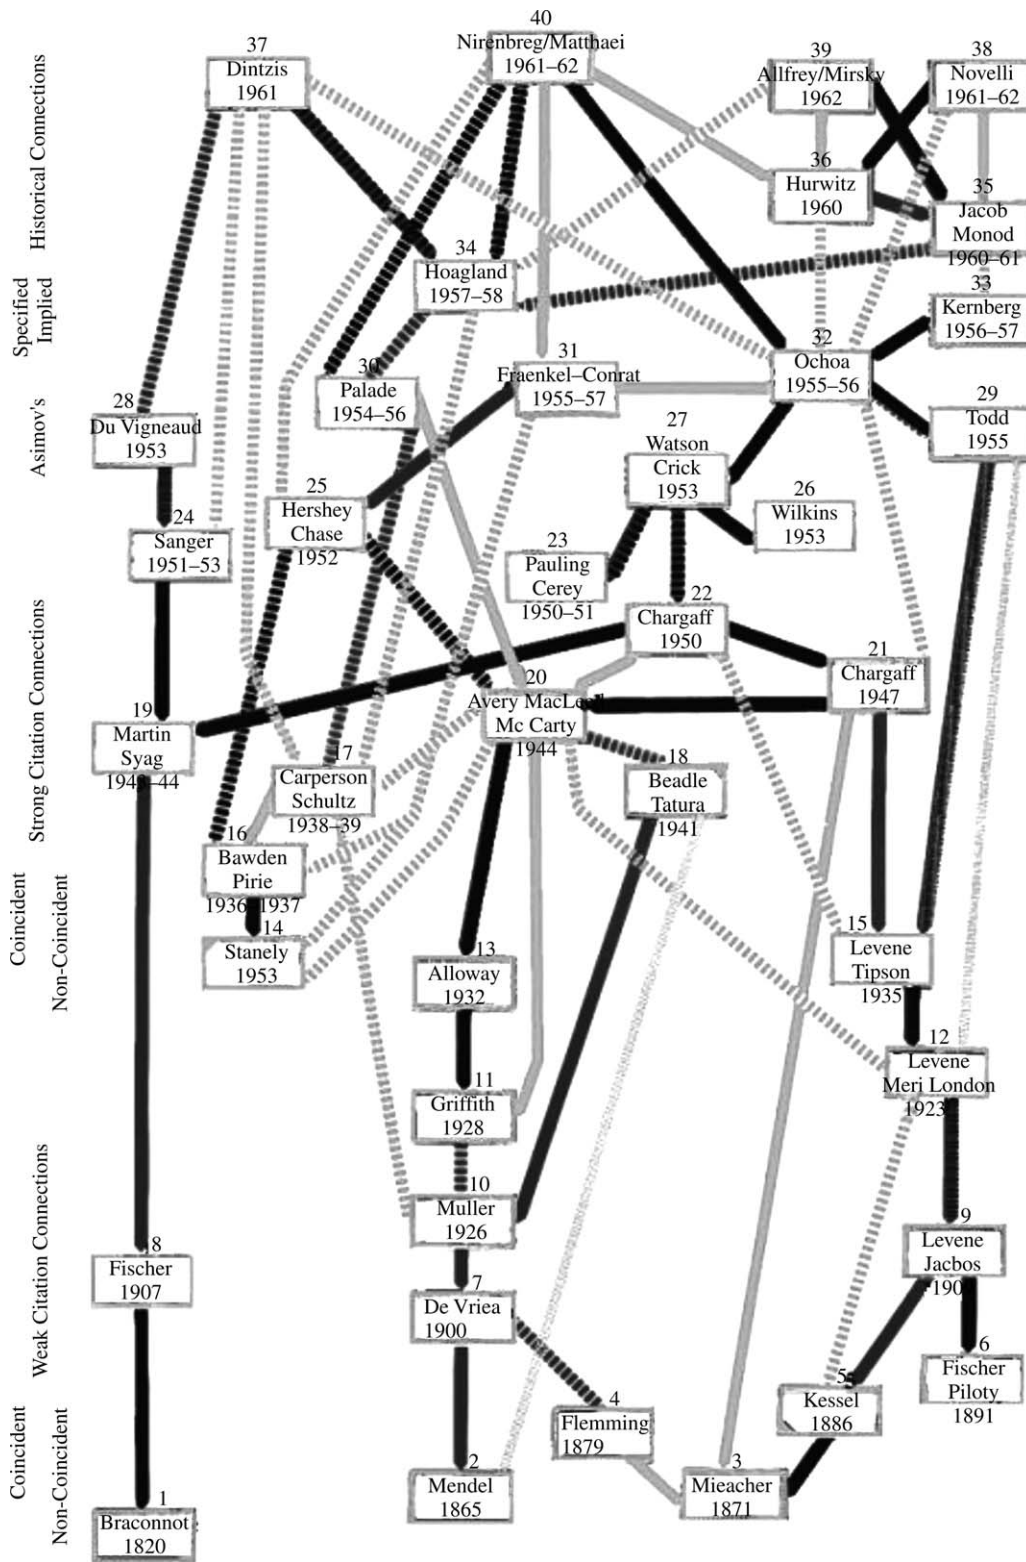 40
Nirenbreg/Matthaei
1961–62
37
Dintzis
1961
39
Allfrey/Mirsky
1962
38
Novelli
1961–62
36
Hurwitz
1960
35
Jacob
Monod
1960–61
34
Hoagland
1957–58
33
Kernberg
1956–57
32
Ochoa
1955–56
31
Fraenkel–Conrat
1955–57
30
Palade
1954–56
29
Todd
1955
28
Du Vigneaud
1953
27
Watson
Crick
1953
26
Wilkins
1953
25
Hershey
Chase
1952
24
Sanger
1951–53
23
Pauling
Cerey
1950–51
22
Chargaff
1950
21
Chargaff
1947
20
Avery MacLeod
Mc Carty
1944
19
Martin
Syag
–44
18
Beadle
Tatura
1941
17
Carperson
Schultz
1938–39
16
Bawden
Pirie
1936 1937
14
Stanely
1953
15
Levene
Tipson
1935
13
Alloway
1932
12
Levene
Meri London
1923
11
Griffith
1928
10
Muller
1926
9
Levene
Jacbos
8
Fischer
1907
7
De Vriea
1900
6
Fischer
Piloty
1891
5
Kessel
1886
4
Flemming
1879
3
Mieacher
1871
2
Mendel
1865
1
Braconnot
1820
Historical Connections
Specified
Implied
Asimov's
Strong Citation Connections
Coincident
Non-Coincident
Weak Citation Connections
Coincident
Non-Coincident